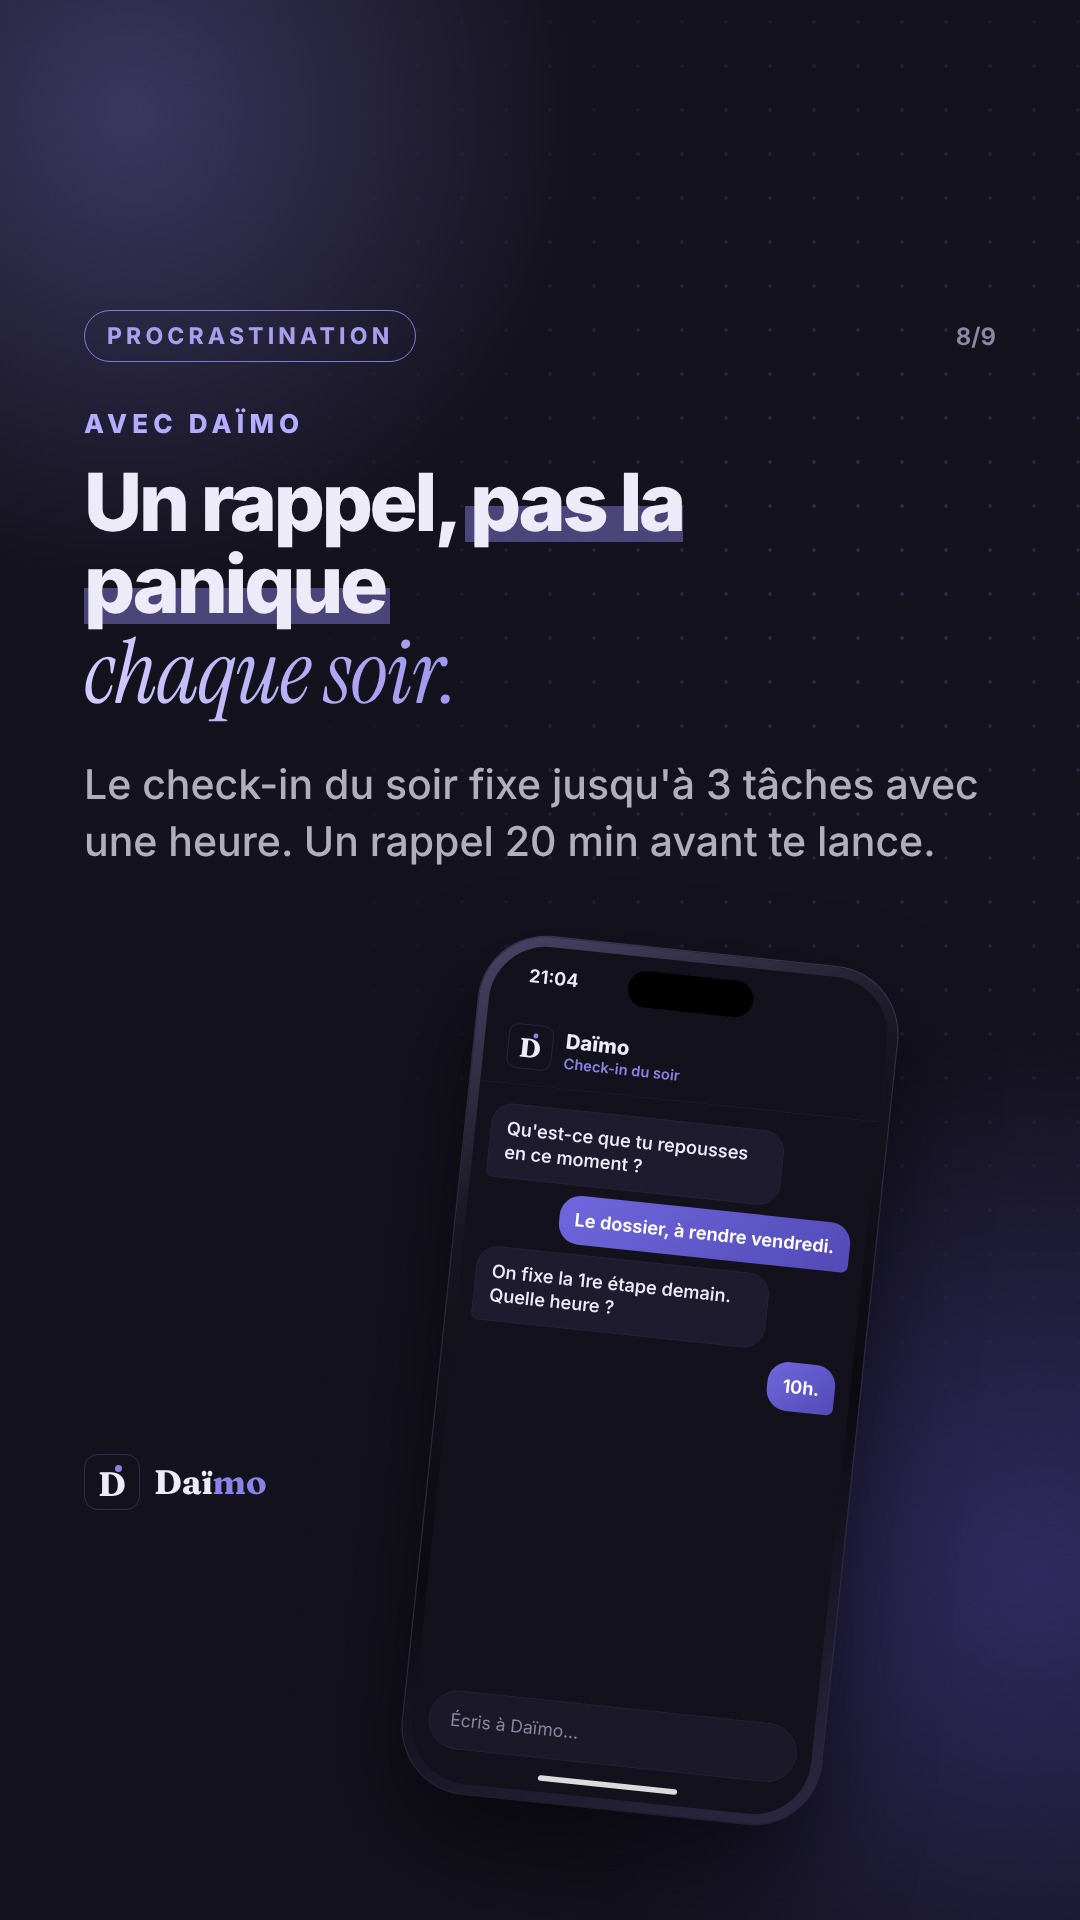 PROCRASTINATION
8/9
AVEC DAÏMO
Un rappel, pas la
panique
chaque soir.
Le check-in du soir fixe jusqu'à 3 tâches avec
une heure. Un rappel 20 min avant te lance.
21:04
D
Daïmo
Check-in du soir
Qu'est-ce que tu repousses
en ce moment ?
Le dossier, à rendre vendredi.
On fixe la 1re étape demain.
Quelle heure ?
10h.
D
Daïmo
Écris à Daïmo...